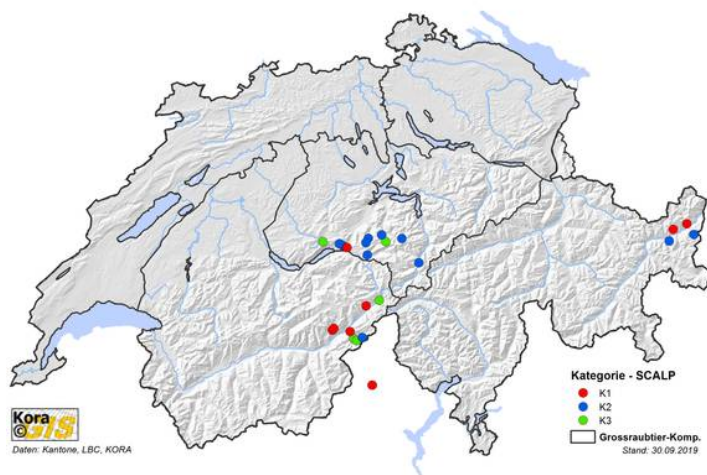 Kora
© GIS
Daten: Kantone, LBC, KORA
Kategorie - SCALP
K1
K2
K3
Grossraubtier-Komp.
Stand: 30.09.2019